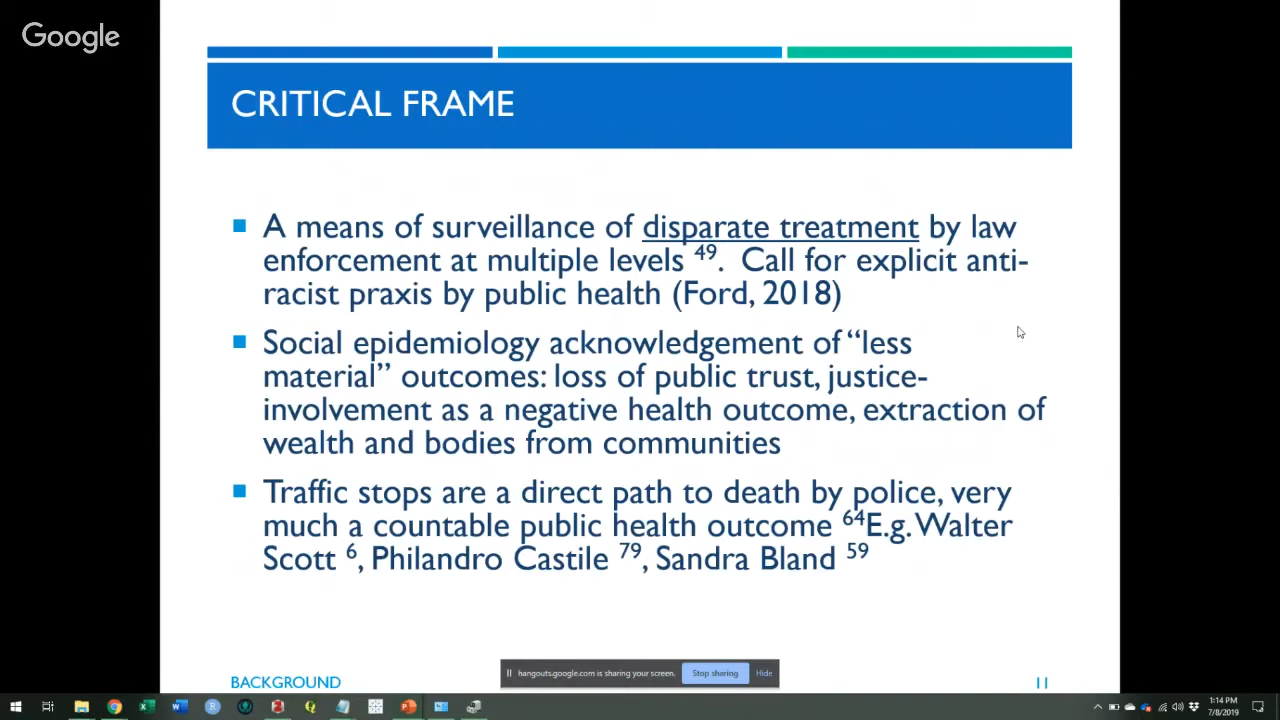 Google
CRITICAL FRAME
A means of surveillance of disparate treatment by law
enforcement at multiple levels 49. Call for explicit anti-
racist praxis by public health (Ford, 2018)
Social epidemiology acknowledgement of “less
material” outcomes: loss of public trust, justice-
involvement as a negative health outcome, extraction of
wealth and bodies from communities
Traffic stops are a direct path to death by police, very
much a countable public health outcome 64E.g. Walter
Scott 6, Philandro Castile 79, Sandra Bland 59
hangouts.google.com is sharing your screen. Stop sharing Hide
BACKGROUND 11
1:14 PM
7/8/2019